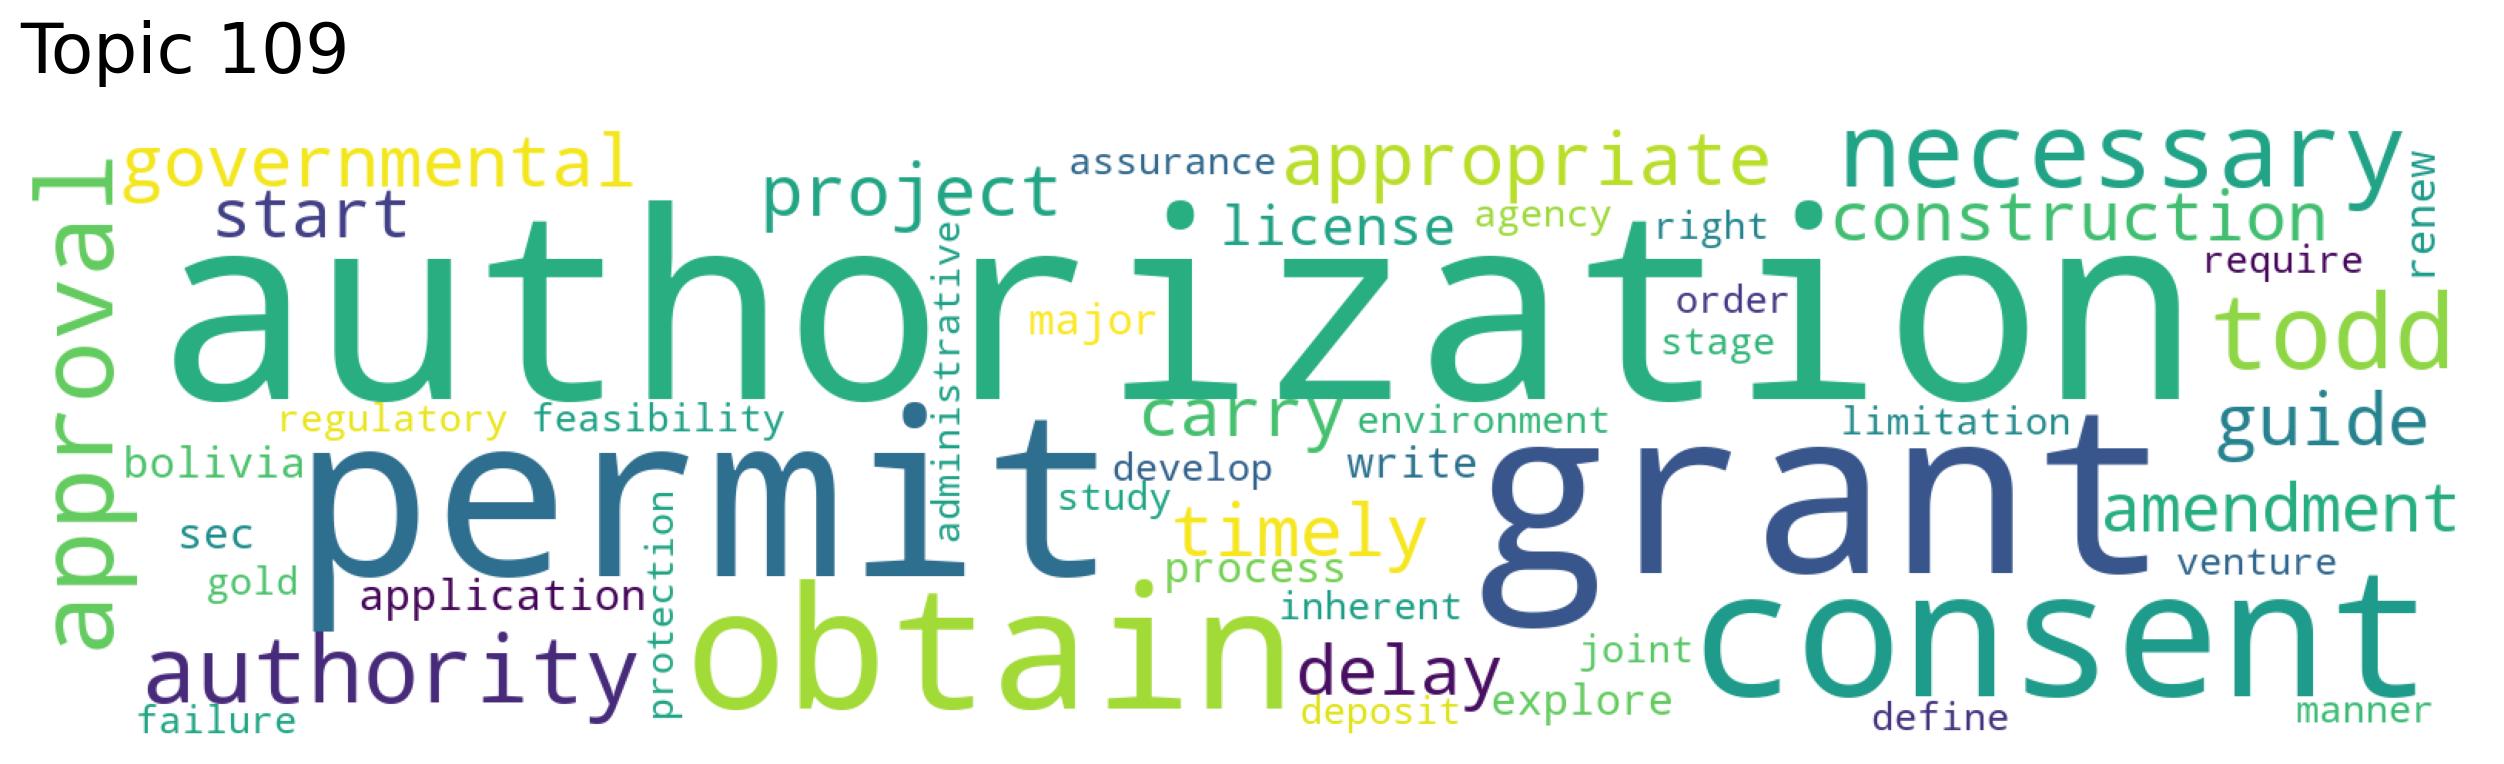 Topic 109
governmental
assurance
appropriate
necessary
start
project
license
agency
right
construction
renew
approval
authorization
require
administrative
major
order
stage
todd
regulatory
feasibility
carry
environment
limitation
guide
bolivia
permit
develop
write
grant
study
amendment
sec
timely
venture
gold
application
protection
process
inherent
authority
obtain
delay
joint
consent
failure
deposit
explore
define
manner